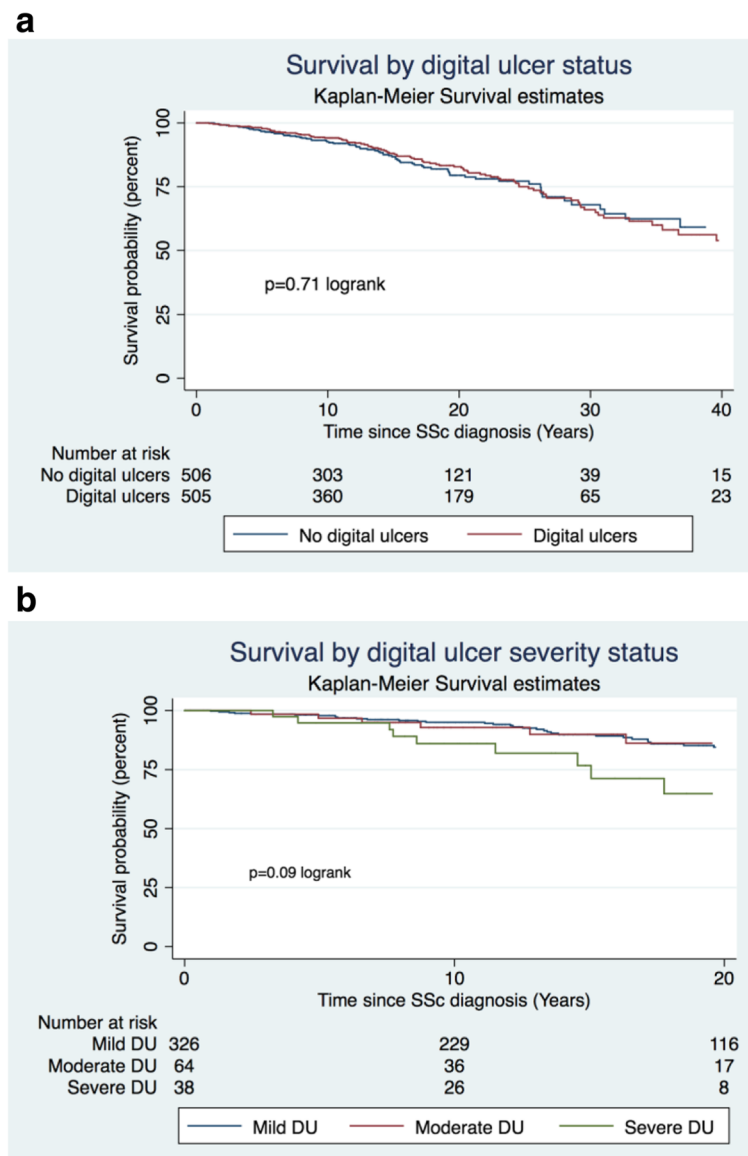 a
Survival by digital ulcer status
Kaplan-Meier Survival estimates
Survival probability (percent)
100
75
50
25
0
p=0.71 logrank
0 10 20 30 40
Time since SSc diagnosis (Years)
Number at risk
No digital ulcers 506 303 121 39 15
Digital ulcers 505 360 179 65 23
No digital ulcers Digital ulcers
b
Survival by digital ulcer severity status
Kaplan-Meier Survival estimates
Survival probability (percent)
100
75
50
25
0
p=0.09 logrank
0 10 20
Time since SSc diagnosis (Years)
Number at risk
Mild DU 326 229 116
Moderate DU 64 36 17
Severe DU 38 26 8
Mild DU Moderate DU Severe DU